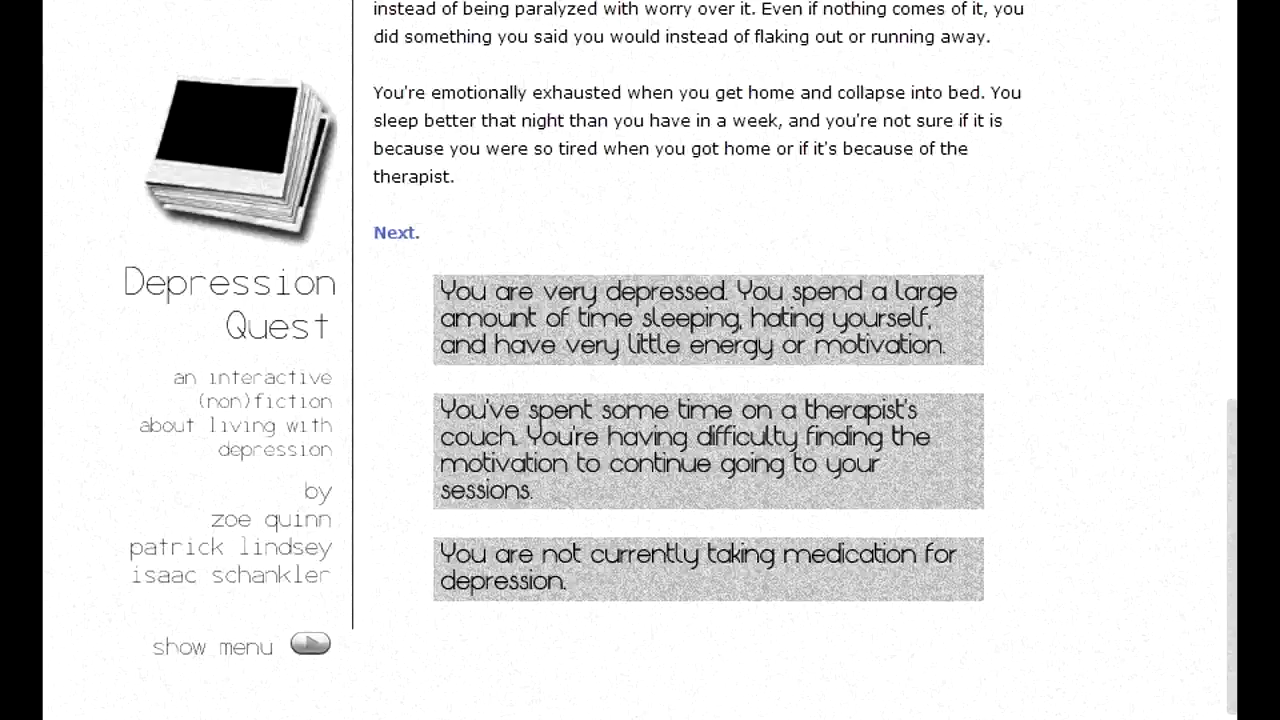 instead of being paralyzed with worry over it. Even if nothing comes of it, you
did something you said you would instead of flaking out or running away.
You're emotionally exhausted when you get home and collapse into bed. You
sleep better that night than you have in a week, and you're not sure if it is
because you were so tired when you got home or if it's because of the
therapist.
Next.
Depression
Quest
an interactive
(non)fiction
about living with
depression
by
zoe quinn
patrick lindsey
isaac schankler
show menu
You are very depressed. You spend a large
amount of time sleeping, hating yourself,
and have very little energy or motivation.
You've spent some time on a therapist's
couch. You're having difficulty finding the
motivation to continue going to your
sessions.
You are not currently taking medication for
depression.